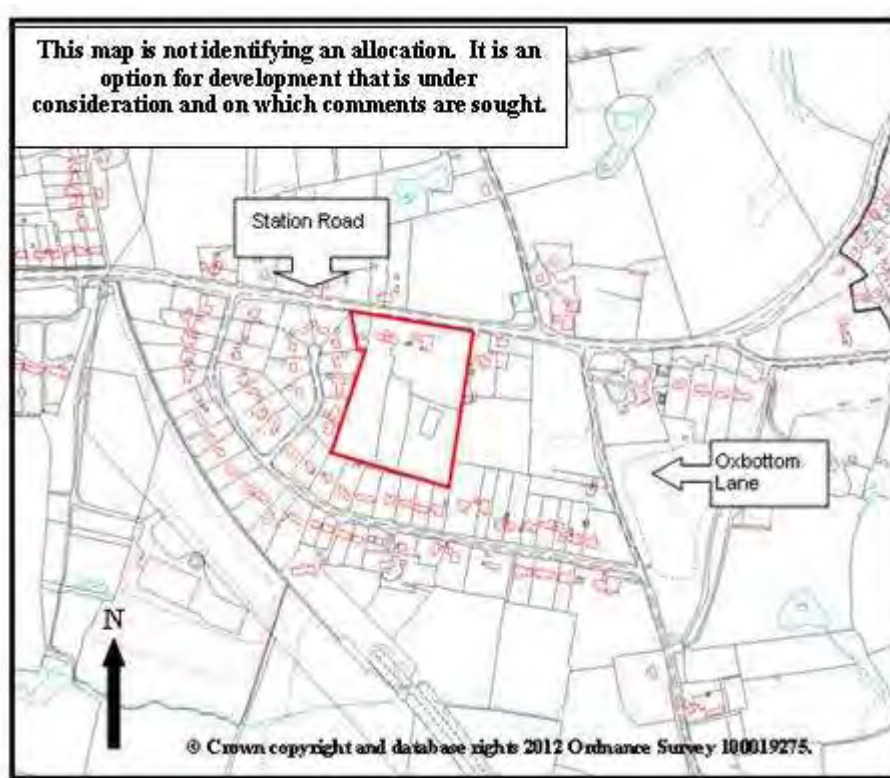 This map is not identifying an allocation. It is an
option for development that is under
consideration and on which comments are sought.
Station Road
Oxbottom
Lane
N
© Crown copyright and database rights 2012 Ordnance Survey 100019275.